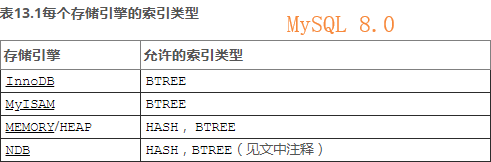 表13.1每个存储引擎的索引类型
MySQL 8.0
存储引擎 允许的索引类型
InnoDB BTREE
MyISAM BTREE
MEMORY/HEAP HASH， BTREE
NDB HASH，BTREE（见文中注释）